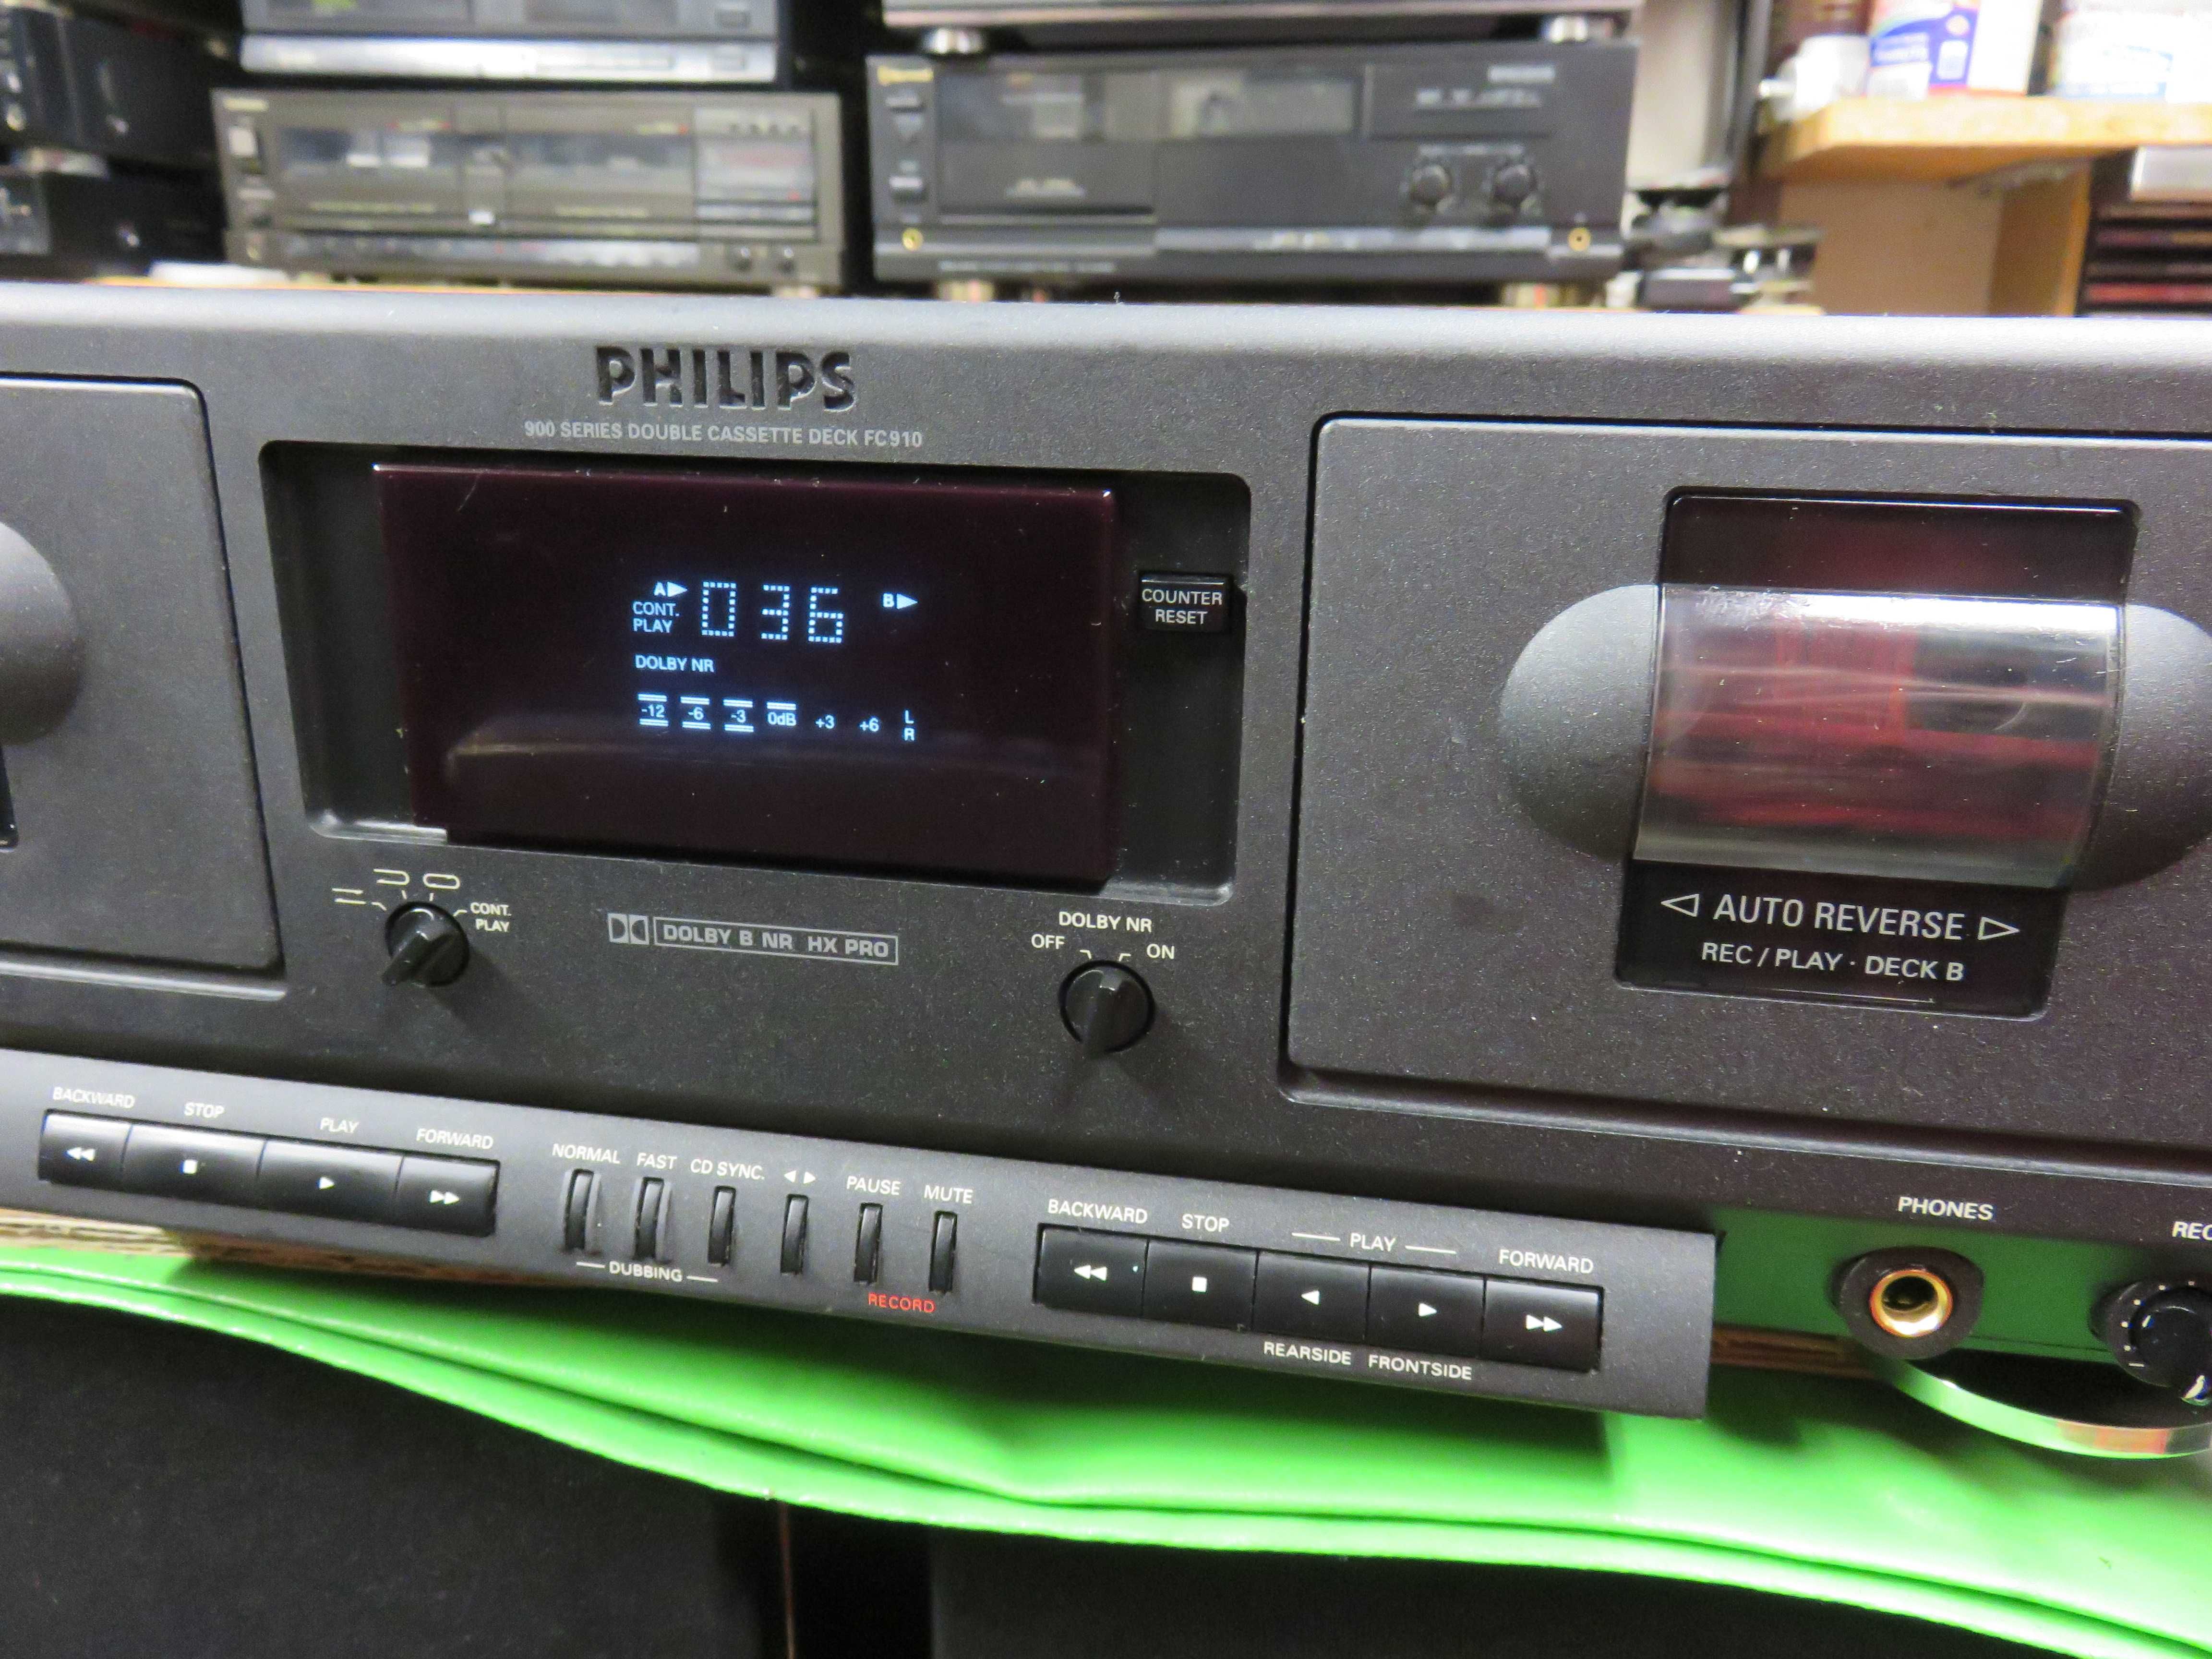 PHILIPS
900 SERIES DOUBLE CASSETTE DECK FC910
A
036
B
CONT.
PLAY
DOLBY NR
-12 -6 -3 0dB +3 +6 L
R
COUNTER
RESET
CONT.
PLAY
DOLBY B NR HX PRO
DOLBY NR
OFF ON
AUTO REVERSE
REC / PLAY · DECK B
BACKWARD STOP PLAY FORWARD
NORMAL FAST CD SYNC. PAUSE MUTE
DUBBING
RECORD
BACKWARD STOP PLAY FORWARD
REARSIDE FRONTSIDE
PHONES
REC